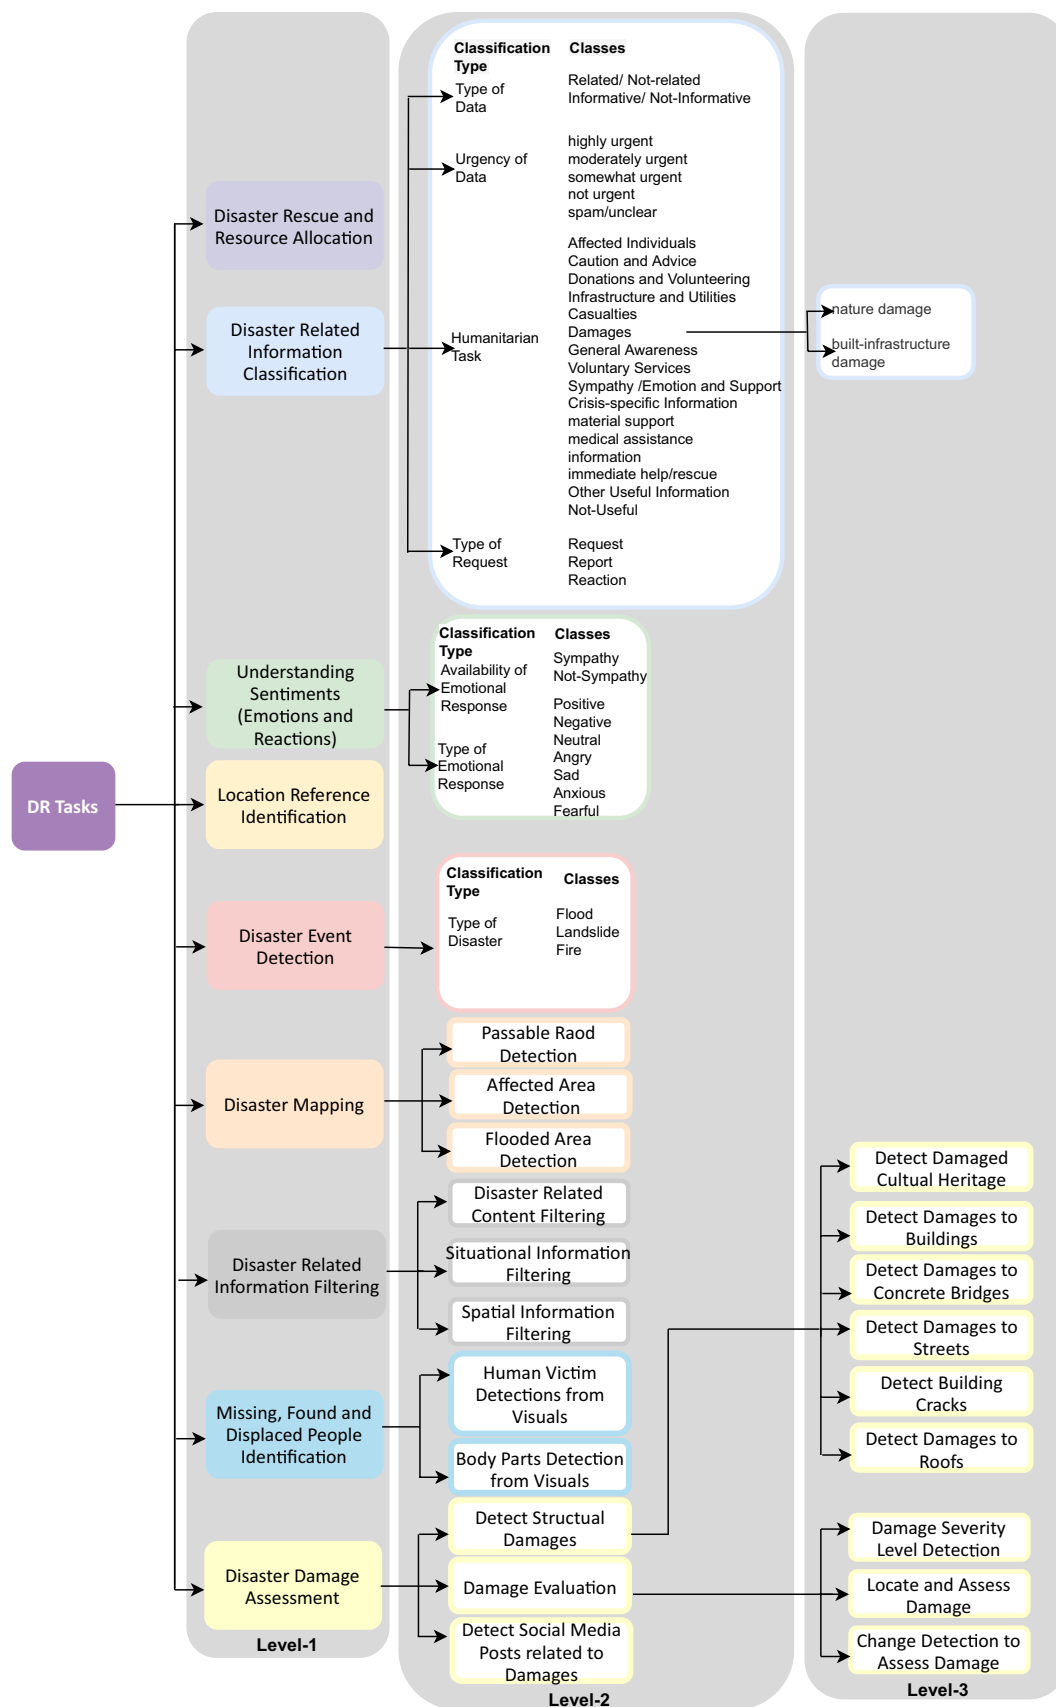 DR Tasks
Disaster Rescue and
Resource Allocation
Disaster Related
Information
Classification
Understanding
Sentiments
(Emotions and
Reactions)
Location Reference
Identification
Disaster Event
Detection
Disaster Mapping
Disaster Related
Information Filtering
Missing, Found and
Displaced People
Identification
Disaster Damage
Assessment
Level-1
Classification Type
Classes
Type of
Data
Related/ Not-related
Informative/ Not-Informative
Urgency of
Data
highly urgent
moderately urgent
somewhat urgent
not urgent
spam/unclear
Humanitarian
Task
Affected Individuals
Caution and Advice
Donations and Volunteering
Infrastructure and Utilities
Casualties
Damages
General Awareness
Voluntary Services
Sympathy /Emotion and Support
Crisis-specific Information
material support
medical assistance
information
immediate help/rescue
Other Useful Information
Not-Useful
Type of
Request
Request
Report
Reaction
Classification
Type
Classes
Availability of
Emotional
Response
Sympathy
Not-Sympathy
Type of
Emotional
Response
Positive
Negative
Neutral
Angry
Sad
Anxious
Fearful
Classification
Type
Classes
Type of
Disaster
Flood
Landslide
Fire
Passable Raod
Detection
Affected Area
Detection
Flooded Area
Detection
Disaster Related
Content Filtering
Situational Information
Filtering
Spatial Information
Filtering
Human Victim
Detections from
Visuals
Body Parts Detection
from Visuals
Detect Structual
Damages
Damage Evaluation
Detect Social Media
Posts related to
Damages
Level-2
nature damage
built-infrastructure
damage
Detect Damaged
Cultual Heritage
Detect Damages to
Buildings
Detect Damages to
Concrete Bridges
Detect Damages to
Streets
Detect Building
Cracks
Detect Damages to
Roofs
Damage Severity
Level Detection
Locate and Assess
Damage
Change Detection to
Assess Damage
Level-3